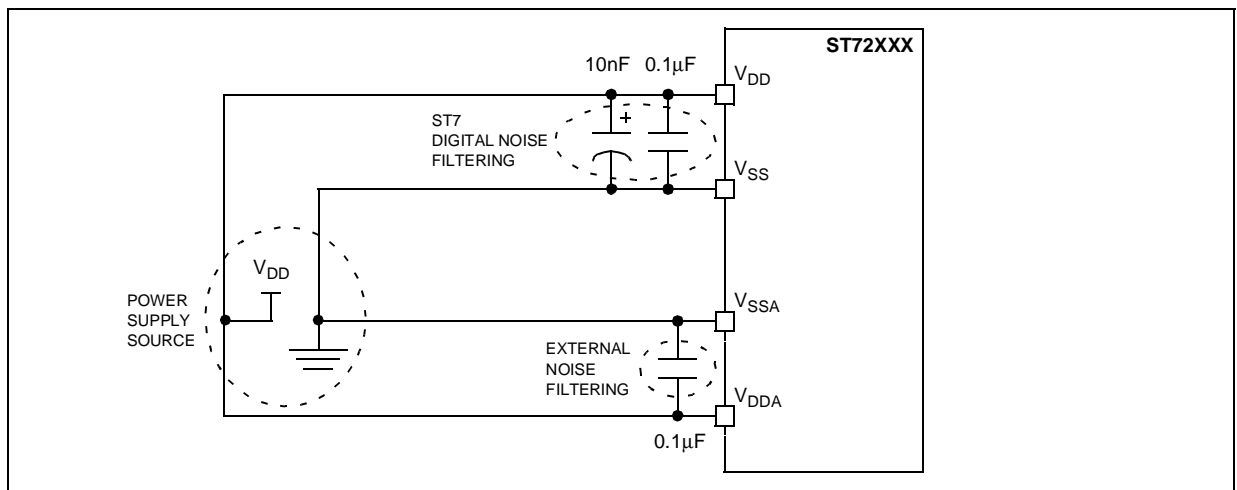 ST72XXX
10nF 0.1μF
VDD
ST7
DIGITAL NOISE
FILTERING
+
VSS
VDD
POWER
SUPPLY
SOURCE
VSSA
EXTERNAL
NOISE
FILTERING
VDDA
0.1μF